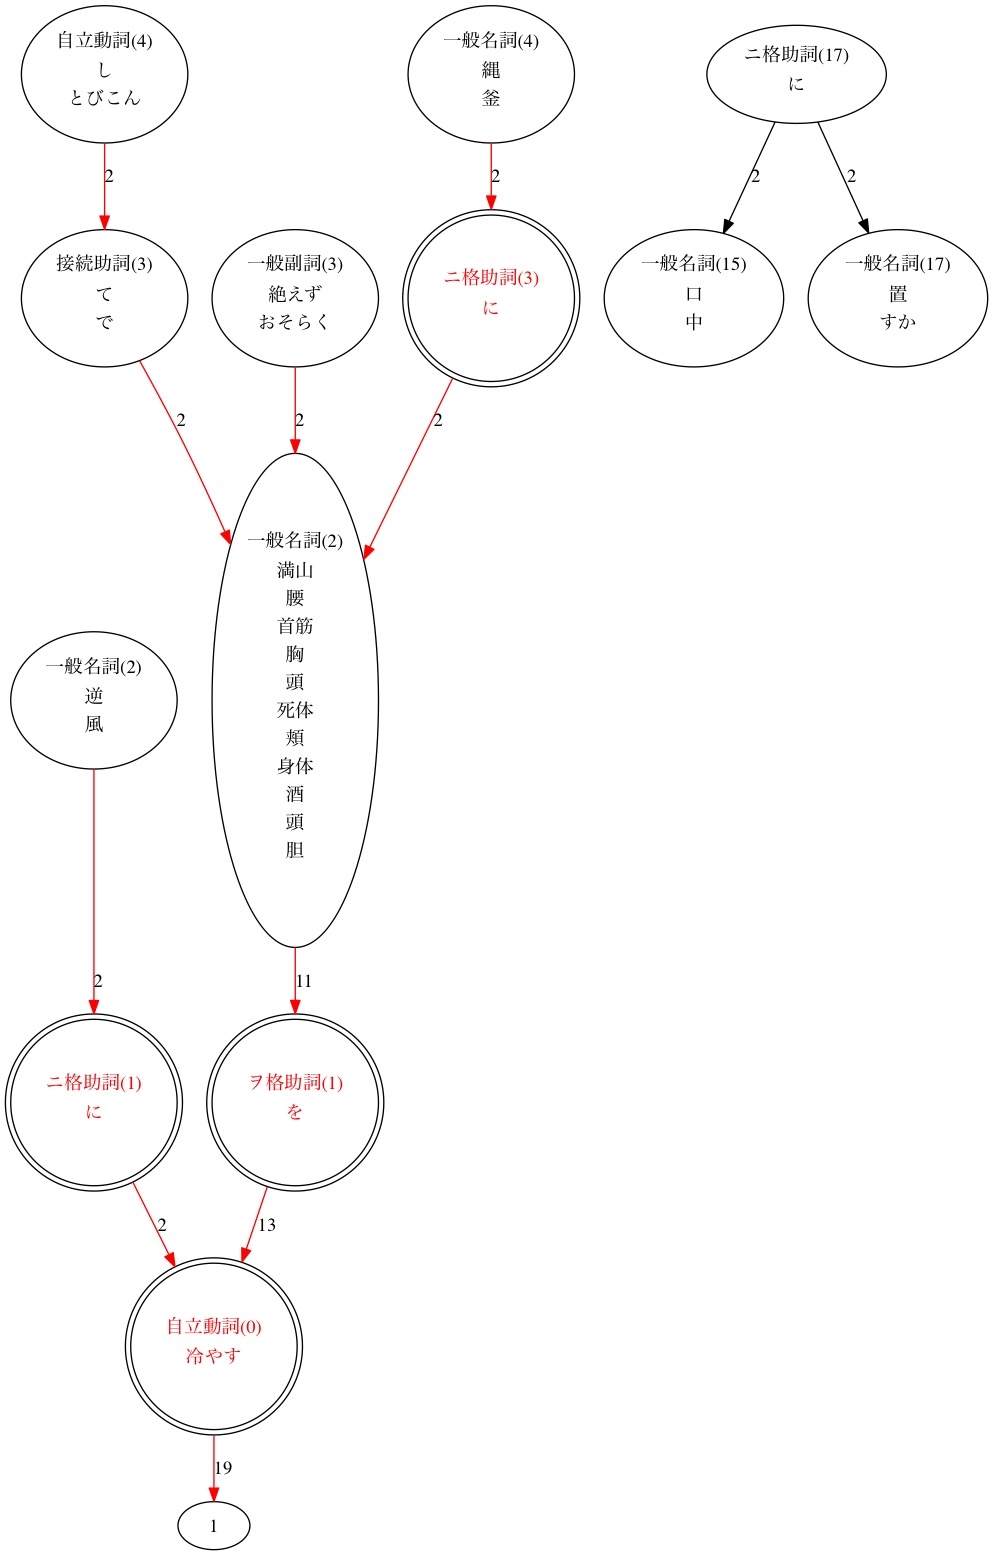 自立動詞(4)
し
とびこん
一般名詞(4)
縄
釜
ニ格助詞(17)
に
2
2
2
2
接続助詞(3)
て
で
一般副詞(3)
絶えず
おそらく
ニ格助詞(3)
に
一般名詞(15)
口
中
一般名詞(17)
置
すか
2
2
2
一般名詞(2)
満山
腰
首筋
胸
頭
死体
頬
身体
酒
頭
胆
一般名詞(2)
逆
風
2
11
ニ格助詞(1)
に
ヲ格助詞(1)
を
2
13
自立動詞(0)
冷やす
19
1